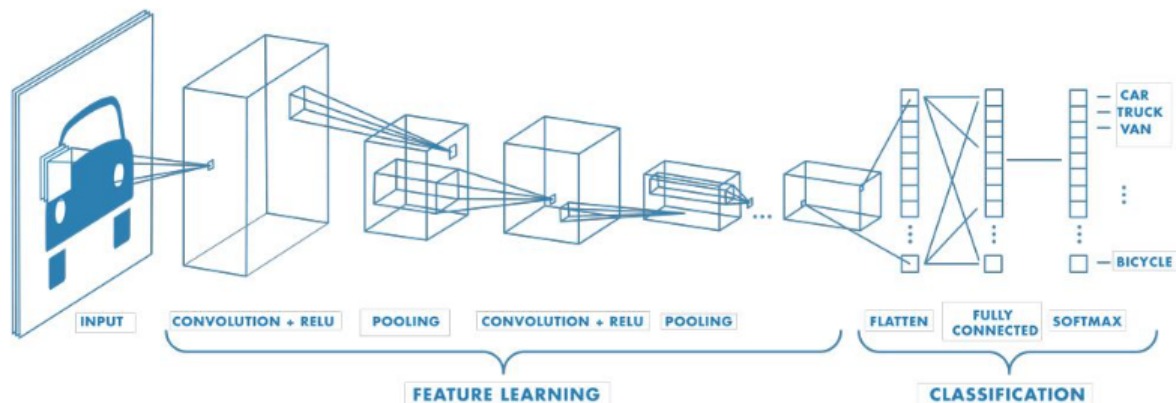 CAR
TRUCK
VAN
BICYCLE
INPUT
CONVOLUTION + RELU
POOLING
CONVOLUTION + RELU
POOLING
FLATTEN
FULLY
CONNECTED
SOFTMAX
FEATURE LEARNING
CLASSIFICATION